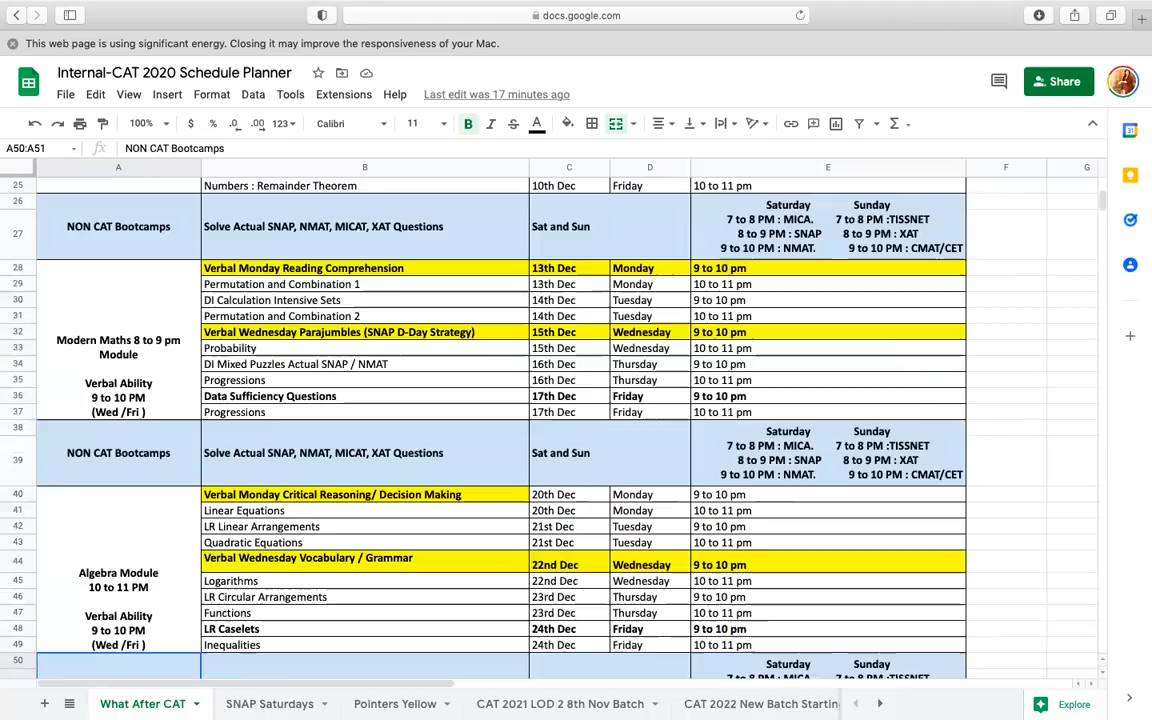 docs.google.com
This web page is using significant energy. Closing it may improve the responsiveness of your Mac.
Internal-CAT 2020 Schedule Planner
File Edit View Insert Format Data Tools Extensions Help Last edit was 17 minutes ago
Share
100% $ % .0 .00 123 Calibri 11 B I S A
A50:A51 fx NON CAT Bootcamps
A B C D E F G
25 Numbers : Remainder Theorem 10th Dec Friday 10 to 11 pm
26 Saturday Sunday
7 to 8 PM : MICA. 7 to 8 PM :TISSNET
27 NON CAT Bootcamps Solve Actual SNAP, NMAT, MICAT, XAT Questions Sat and Sun 8 to 9 PM : SNAP 8 to 9 PM : XAT
9 to 10 PM : NMAT. 9 to 10 PM : CMAT/CET
28 Verbal Monday Reading Comprehension 13th Dec Monday 9 to 10 pm
29 Permutation and Combination 1 13th Dec Monday 10 to 11 pm
30 DI Calculation Intensive Sets 14th Dec Tuesday 9 to 10 pm
31 Permutation and Combination 2 14th Dec Tuesday 10 to 11 pm
32 Verbal Wednesday Parajumbles (SNAP D-Day Strategy) 15th Dec Wednesday 9 to 10 pm
33 Modern Maths 8 to 9 pm Probability 15th Dec Wednesday 10 to 11 pm
34 Module DI Mixed Puzzles Actual SNAP / NMAT 16th Dec Thursday 9 to 10 pm
35 Verbal Ability Progressions 16th Dec Thursday 10 to 11 pm
36 9 to 10 PM Data Sufficiency Questions 17th Dec Friday 9 to 10 pm
37 (Wed /Fri ) Progressions 17th Dec Friday 10 to 11 pm
38 Saturday Sunday
7 to 8 PM : MICA. 7 to 8 PM :TISSNET
39 NON CAT Bootcamps Solve Actual SNAP, NMAT, MICAT, XAT Questions Sat and Sun 8 to 9 PM : SNAP 8 to 9 PM : XAT
9 to 10 PM : NMAT. 9 to 10 PM : CMAT/CET
40 Verbal Monday Critical Reasoning/ Decision Making 20th Dec Monday 9 to 10 pm
41 Linear Equations 20th Dec Monday 10 to 11 pm
42 LR Linear Arrangements 21st Dec Tuesday 9 to 10 pm
43 Quadratic Equations 21st Dec Tuesday 10 to 11 pm
44 Verbal Wednesday Vocabulary / Grammar 22nd Dec Wednesday 9 to 10 pm
Algebra Module
45 10 to 11 PM Logarithms 22nd Dec Wednesday 10 to 11 pm
46 LR Circular Arrangements 23rd Dec Thursday 9 to 10 pm
47 Verbal Ability Functions 23rd Dec Thursday 10 to 11 pm
48 9 to 10 PM LR Caselets 24th Dec Friday 9 to 10 pm
49 (Wed /Fri ) Inequalities 24th Dec Friday 10 to 11 pm
50 Saturday Sunday
What After CAT SNAP Saturdays Pointers Yellow CAT 2021 LOD 2 8th Nov Batch CAT 2022 New Batch Startin Explore